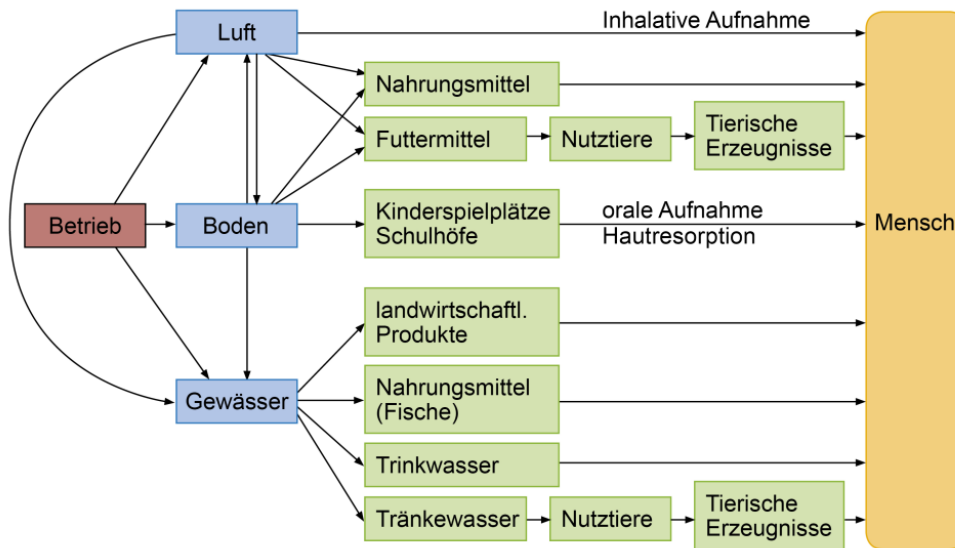 Luft
Inhalative Aufnahme
Nahrungsmittel
Futtermittel
Nutztiere
Tierische
Erzeugnisse
Betrieb
Boden
Kinderspielplätze
Schulhöfe
orale Aufnahme
Hautresorption
Mensch
landwirtschaftl.
Produkte
Gewässer
Nahrungsmittel
(Fische)
Trinkwasser
Tränkewasser
Nutztiere
Tierische
Erzeugnisse